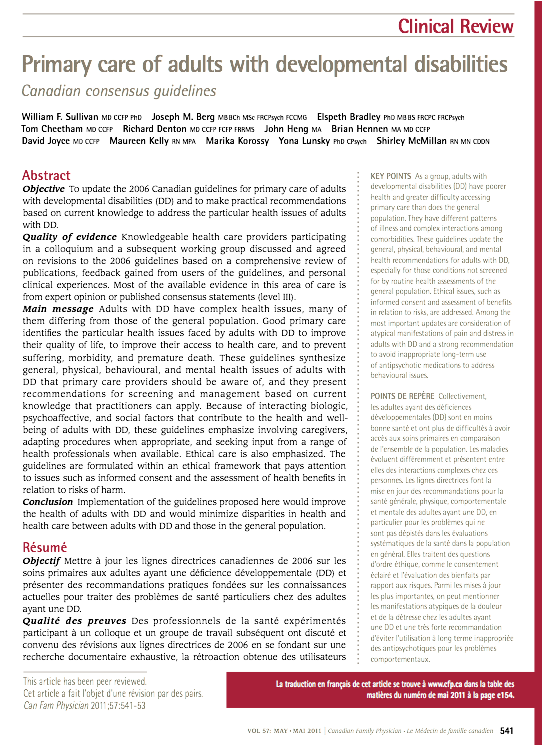 Clinical Review
Primary care of adults with developmental disabilities
Canadian consensus guidelines
William F. Sullivan MD CCFP PhD Joseph M. Berg MBBCh MSc FRCPsych FCCMG Elspeth Bradley PhD MBBS FRCPC FRCPsych
Tom Cheetham MD CCFP Richard Denton MD CCFP FCFP FRRMS John Heng MA Brian Hennen MA MD CCFP
David Joyce MD CCFP Maureen Kelly RN MPA Marika Korossy Yona Lunsky PhD CPsych Shirley McMillan RN MN CDDN
Abstract
Objective To update the 2006 Canadian guidelines for primary care of adults
with developmental disabilities (DD) and to make practical recommendations
based on current knowledge to address the particular health issues of adults
with DD.
Quality of evidence Knowledgeable health care providers participating
in a colloquium and a subsequent working group discussed and agreed
on revisions to the 2006 guidelines based on a comprehensive review of
publications, feedback gained from users of the guidelines, and personal
clinical experiences. Most of the available evidence in this area of care is
from expert opinion or published consensus statements (level III).
Main message Adults with DD have complex health issues, many of
them differing from those of the general population. Good primary care
identifies the particular health issues faced by adults with DD to improve
their quality of life, to improve their access to health care, and to prevent
suffering, morbidity, and premature death. These guidelines synthesize
general, physical, behavioural, and mental health issues of adults with
DD that primary care providers should be aware of, and they present
recommendations for screening and management based on current
knowledge that practitioners can apply. Because of interacting biologic,
psychoaffective, and social factors that contribute to the health and well-
being of adults with DD, these guidelines emphasize involving caregivers,
adapting procedures when appropriate, and seeking input from a range of
health professionals when available. Ethical care is also emphasized. The
guidelines are formulated within an ethical framework that pays attention
to issues such as informed consent and the assessment of health benefits in
relation to risks of harm.
Conclusion Implementation of the guidelines proposed here would improve
the health of adults with DD and would minimize disparities in health and
health care between adults with DD and those in the general population.
Résumé
Objectif Mettre à jour les lignes directrices canadiennes de 2006 sur les
soins primaires aux adultes ayant une déficience développementale (DD) et
présenter des recommandations pratiques fondées sur les connaissances
actuelles pour traiter des problèmes de santé particuliers chez des adultes
ayant une DD.
Qualité des preuves Des professionnels de la santé expérimentés
participant à un colloque et un groupe de travail subséquent ont discuté et
convenu des révisions aux lignes directrices de 2006 en se fondant sur une
recherche documentaire exhaustive, la rétroaction obtenue des utilisateurs
KEY POINTS As a group, adults with
developmental disabilities (DD) have poorer
health and greater difficulty accessing
primary care than does the general
population. They have different patterns
of illness and complex interactions among
comorbidities. These guidelines update the
general, physical, behavioural, and mental
health recommendations for adults with DD,
especially for those conditions not screened
for by routine health assessments of the
general population. Ethical issues, such as
informed consent and assessment of benefits
in relation to risks, are addressed. Among the
most important updates are consideration of
atypical manifestations of pain and distress in
adults with DD and a strong recommendation
to avoid inappropriate long-term use
of antipsychotic medications to address
behavioural issues.
POINTS DE REPÈRE Collectivement,
les adultes ayant des déficiences
développementales (DD) sont en moins
bonne santé et ont plus de difficultés à avoir
accès aux soins primaires en comparaison
de l'ensemble de la population. Les maladies
évoluent différemment et présentent entre
elles des interactions complexes chez ces
personnes. Les lignes directrices font la
mise en jour des recommandations pour la
santé générale, physique, comportementale
et mentale des adultes ayant une DD, en
particulier pour les problèmes qui ne
sont pas dépistés dans les évaluations
systématiques de la santé dans la population
en général. Elles traitent des questions
d'ordre éthique, comme le consentement
éclairé et l'évaluation des bienfaits par
rapport aux risques. Parmi les mises à jour
les plus importantes, on peut mentionner
les manifestations atypiques de la douleur
et de la détresse chez les adultes ayant
une DD et une très forte recommandation
d'éviter l'utilisation à long terme inappropriée
des antipsychotiques pour les problèmes
comportementaux.
This article has been peer reviewed.
Cet article a fait l'objet d'une révision par des pairs.
Can Fam Physician 2011;57:541-53
La traduction en français de cet article se trouve à www.cfp.ca dans la table des
matières du numéro de mai 2011 à la page e154.
VOL 57: MAY • MAI 2011 | Canadian Family Physician • Le Médecin de famille canadien 541